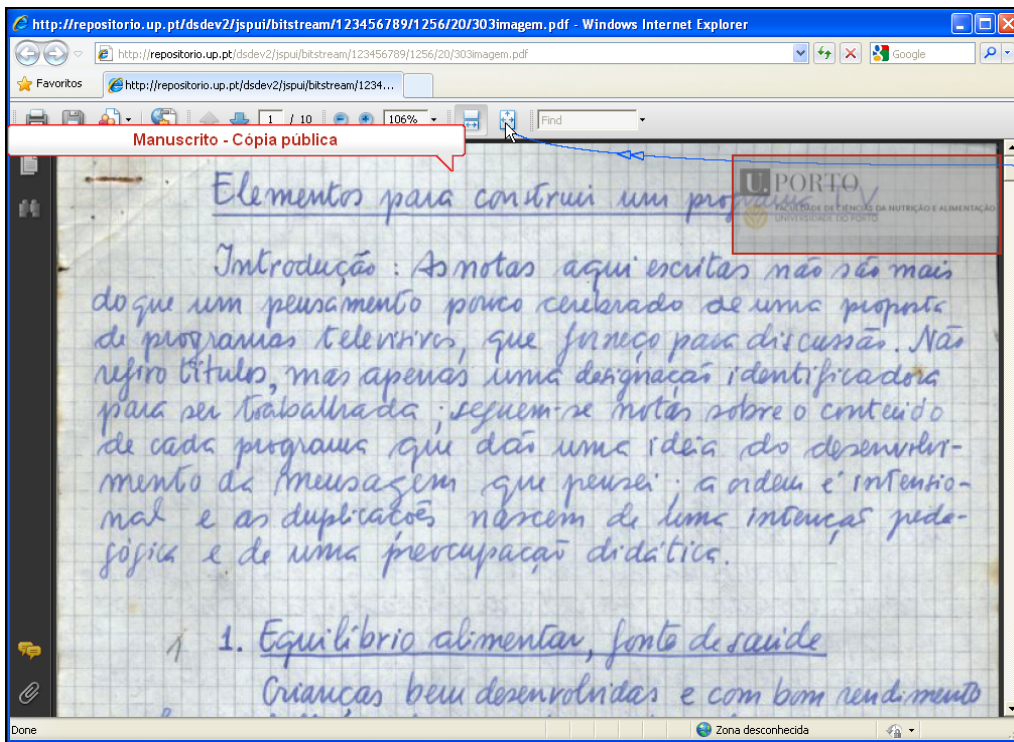 http://repositorio.up.pt/dsdev2/jspui/bitstream/123456789/1256/20/303imagem.pdf - Windows Internet Explorer
http://repositorio.up.pt/dsdev2/jspui/bitstream/123456789/1256/20/303imagem.pdf
Google
Favoritos
http://repositorio.up.pt/dsdev2/jspui/bitstream/1234...
1 / 10 106% Find
Manuscrito - Cópia pública
U. PORTO
FACULDADE DE CIÊNCIAS DA NUTRIÇÃO E ALIMENTAÇÃO
UNIVERSIDADE DO PORTO
Elementos para construir um programa TV
Introdução : As notas aqui escritas não são mais
do que um pensamento pouco cerebrado de uma proposta
de programas televisivos, que forneço para discussão. Não
refiro títulos, mas apenas uma designação identificadora
para ser trabalhada ; seguem-se notas sobre o conteúdo
de cada programa que dão uma ideia do desenvolvi-
mento da mensagem que pensei ; a ordem é intensio-
nal e as duplicações nascem de uma intenção peda-
gógica e de uma preocupação didática.
1 1. Equilíbrio alimentar, fonte de saúde
Crianças bem desenvolvidas e com bom rendimento
Done
Zona desconhecida